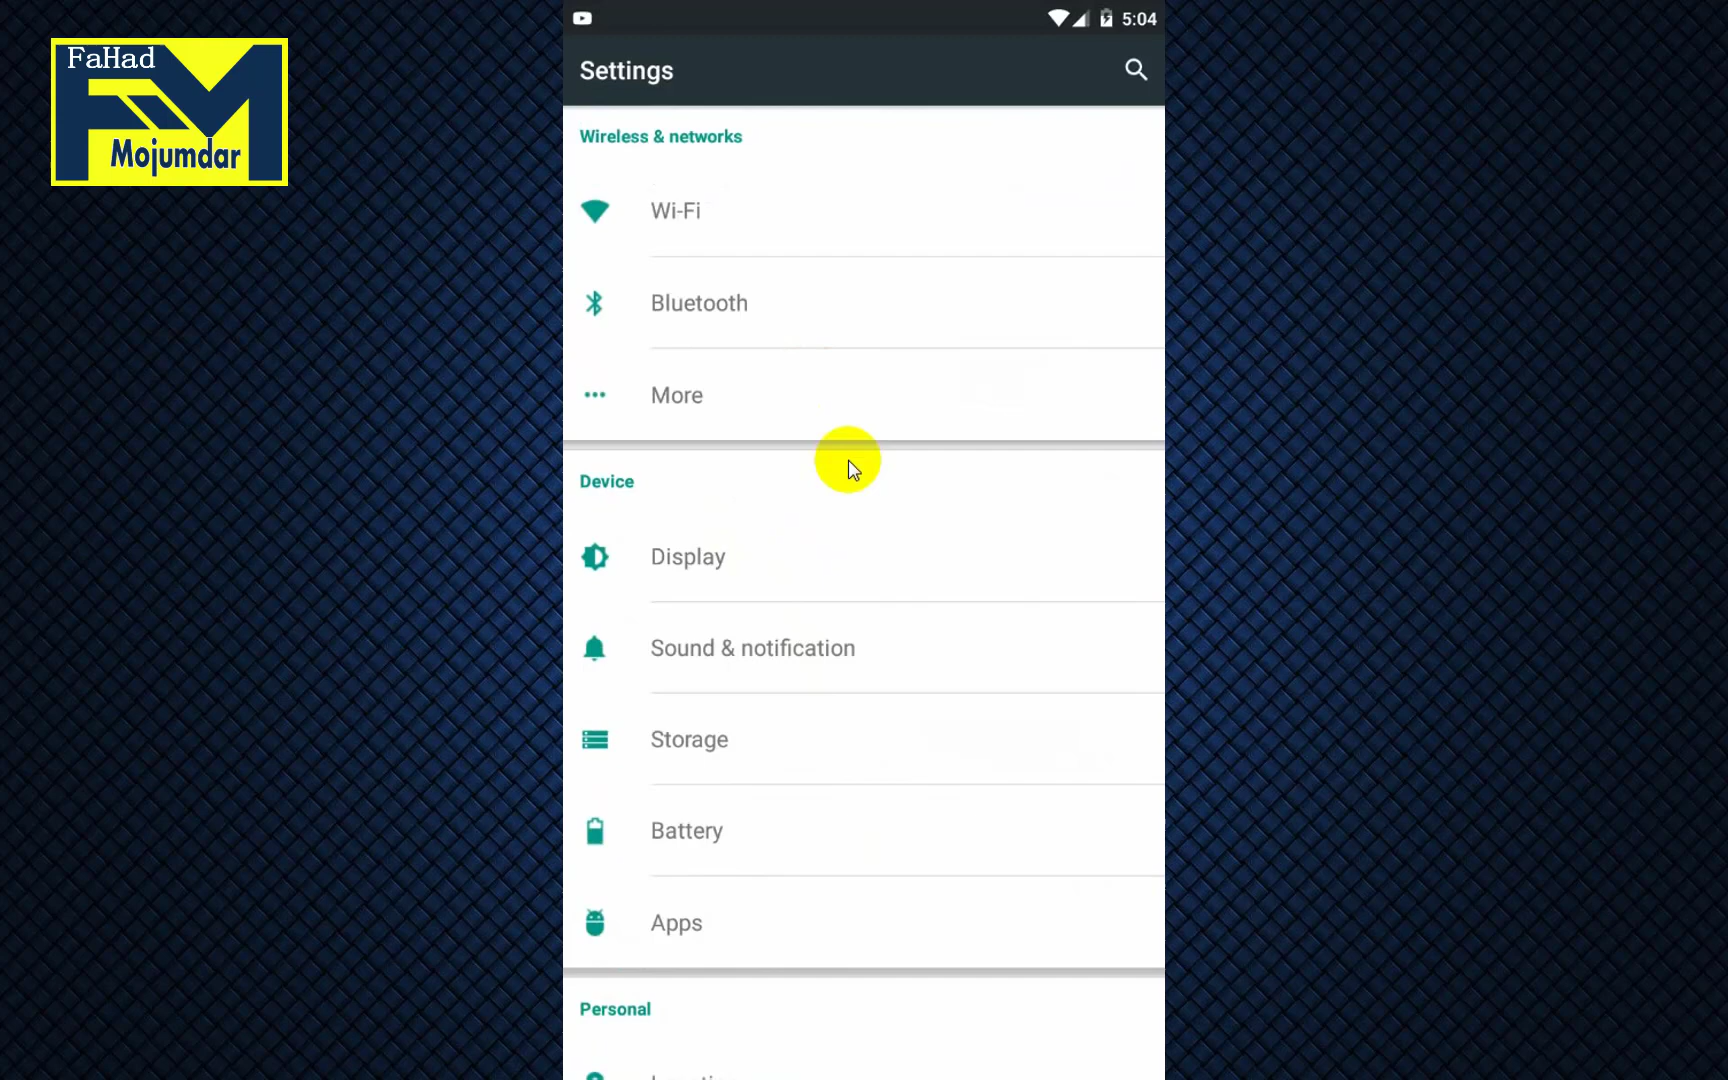 FaHad
FM
Mojumdar
5:04
Settings
Wireless & networks
Wi-Fi
Bluetooth
More
Device
Display
Sound & notification
Storage
Battery
Apps
Personal